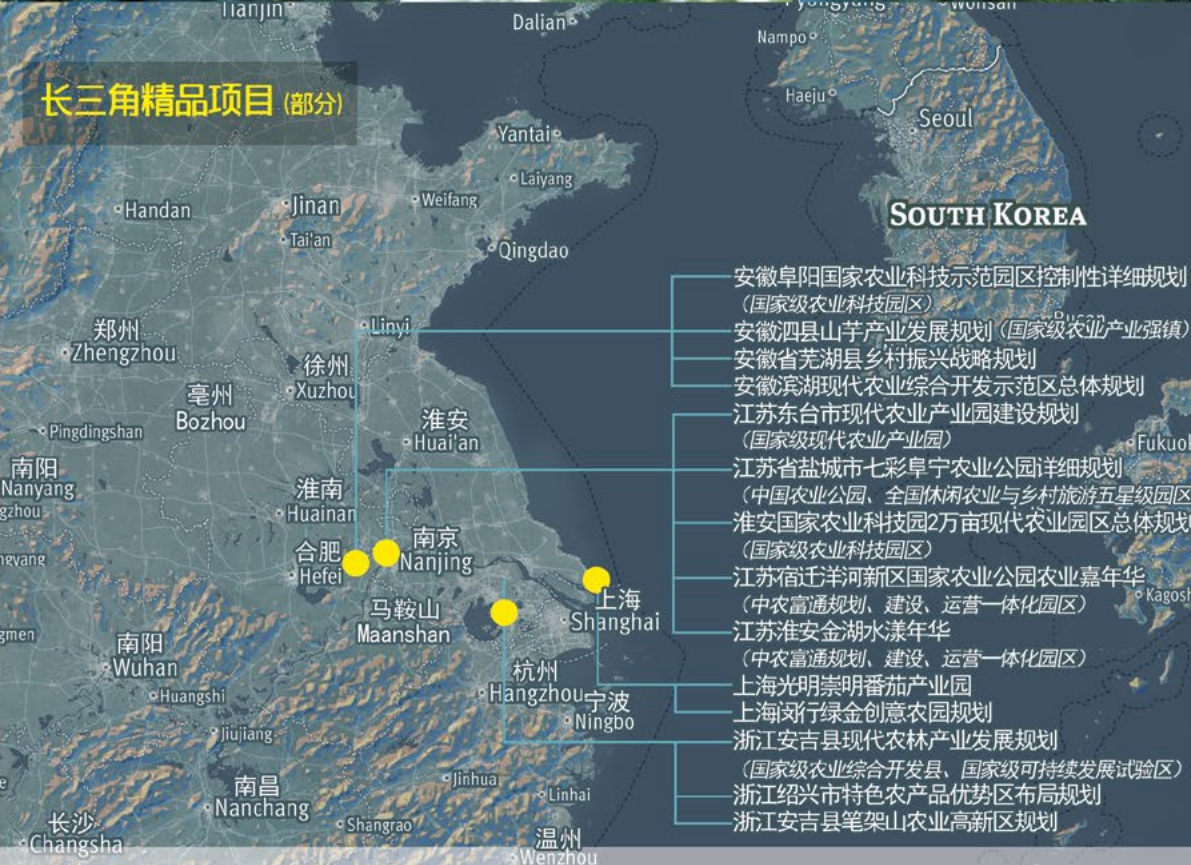 Tianjin
Dalian
Wonsan
Nampo
长三角精品项目 (部分)
Haeju
Seoul
Yantai
Laiyang
Handan
Jinan
Weifang
SOUTH KOREA
Tai'an
Qingdao
安徽阜阳国家农业科技示范园区控制性详细规划
（国家级农业科技园区）
郑州
Zhengzhou
Linyi
安徽泗县山芋产业发展规划（国家级农业产业强镇）
徐州
Xuzhou
安徽省芜湖县乡村振兴战略规划
安徽滨湖现代农业综合开发示范区总体规划
亳州
Bozhou
江苏东台市现代农业产业园建设规划
（国家级现代农业产业园）
淮安
Huai'an
Pingdingshan
Fukuo
南阳
Nanyang
gzhou
江苏省盐城市七彩阜宁农业公园详细规划
（中国农业公园、全国休闲农业与乡村旅游五星级园区
淮南
Huainan
淮安国家农业科技园2万亩现代农业园区总体规划
（国家级农业科技园区）
合肥
Hefei
南京
Nanjing
江苏宿迁洋河新区国家农业公园农业嘉年华
（中农富通规划、建设、运营一体化园区）
Kagosh
上海
Shanghai
马鞍山
Maanshan
江苏淮安金湖水漾年华
（中农富通规划、建设、运营一体化园区）
gmen
南阳
Wuhan
Huangshi
杭州
Hangzhou
上海光明崇明番茄产业园
宁波
Ningbo
上海闵行绿金创意农园规划
Jiujiang
浙江安吉县现代农林产业发展规划
（国家级农业综合开发县、国家级可持续发展试验区）
南昌
Nanchang
Jinhua
Linhai
浙江绍兴市特色农产品优势区布局规划
浙江安吉县笔架山农业高新区规划
长沙
Changsha
Shangrao
温州
Wenzhou